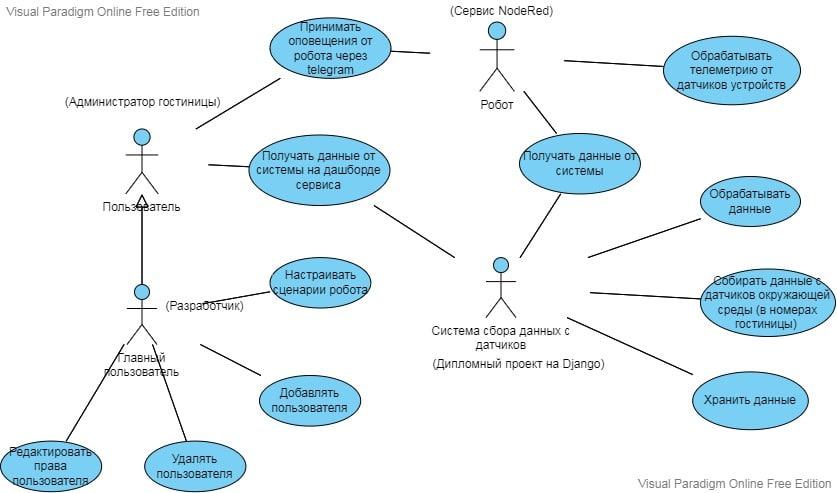 Visual Paradigm Online Free Edition
(Сервис NodeRed)
Принимать
оповещения от
робота через
telegram
Обрабатывать
телеметрию от
датчиков устройств
(Администратор гостиницы)
Робот
Получать данные от
системы на дашборде
сервиса
Получать данные от
системы
Пользователь
Обрабатывать
данные
Настраивать
сценарии робота
(Разработчик)
Собирать данные с
датчиков окружающей
среды (в номерах
гостиницы)
Система сбора данных с
датчиков
(Дипломный проект на Django)
Главный
пользователь
Добавлять
пользователя
Хранить данные
Редактировать
права
пользователя
Удалять
пользователя
Visual Paradigm Online Free Edition